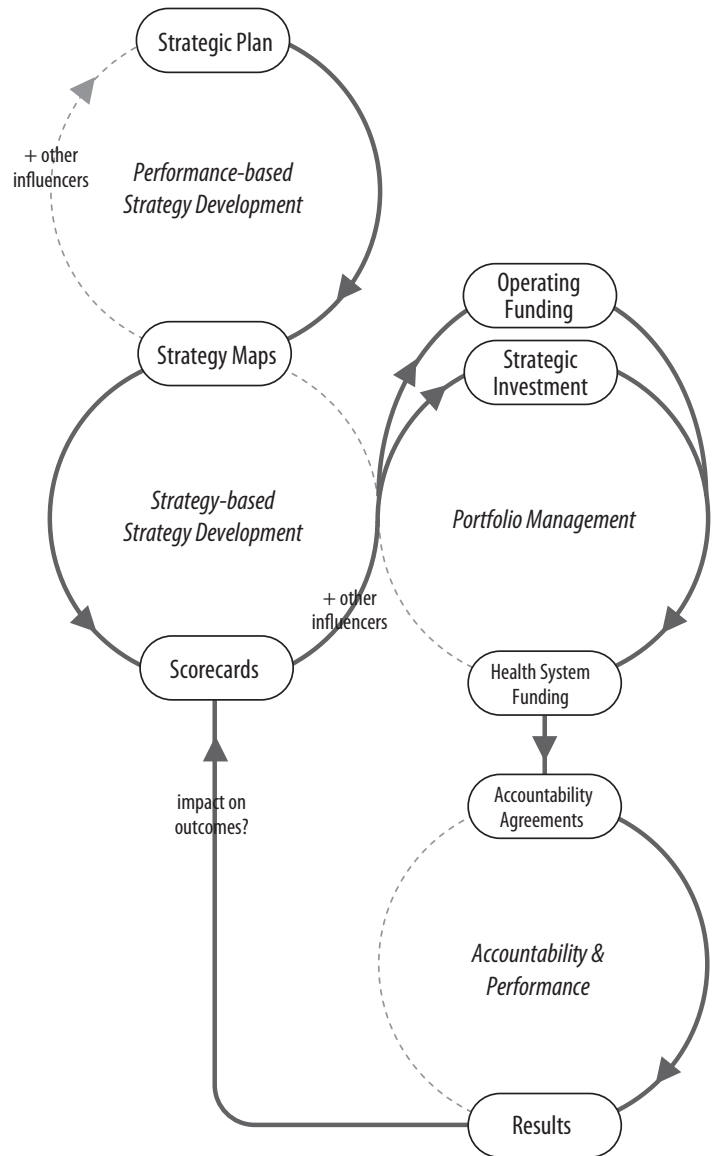 Strategic Plan
+ other
influencers
Performance-based
Strategy Development
Operating
Funding
Strategy Maps
Strategic
Investment
Strategy-based
Strategy Development
Portfolio Management
+ other
influencers
Scorecards
Health System
Funding
impact on
outcomes?
Accountability
Agreements
Accountability &
Performance
Results